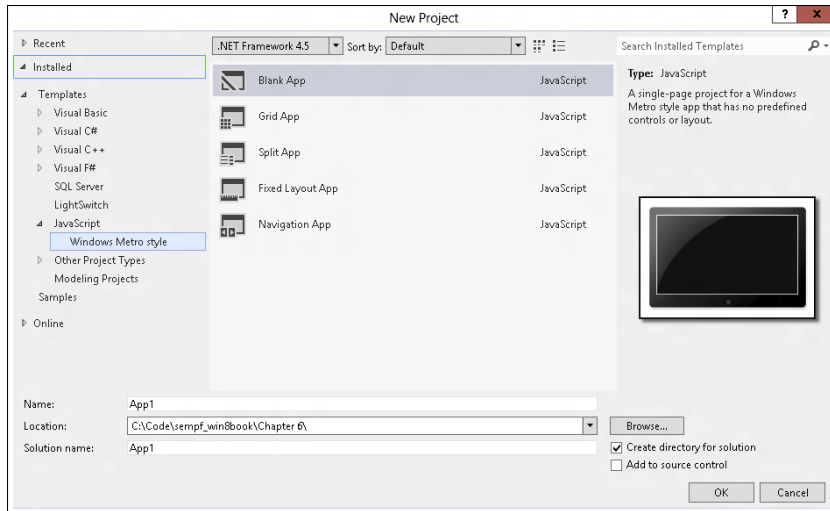 New Project
?
x
Recent
.NET Framework 4.5
Sort by: Default
Search Installed Templates
Installed
Templates
Visual Basic
Visual C#
Visual C++
Visual F#
SQL Server
LightSwitch
JavaScript
Windows Metro style
Other Project Types
Modeling Projects
Samples
Online
Blank App JavaScript
Grid App JavaScript
Split App JavaScript
Fixed Layout App JavaScript
Navigation App JavaScript
Type: JavaScript
A single-page project for a Windows
Metro style app that has no predefined
controls or layout.
Name: App1
Location: C:\Code\sempf_win8book\Chapter 6\
Browse...
Solution name: App1
Create directory for solution
Add to source control
OK
Cancel